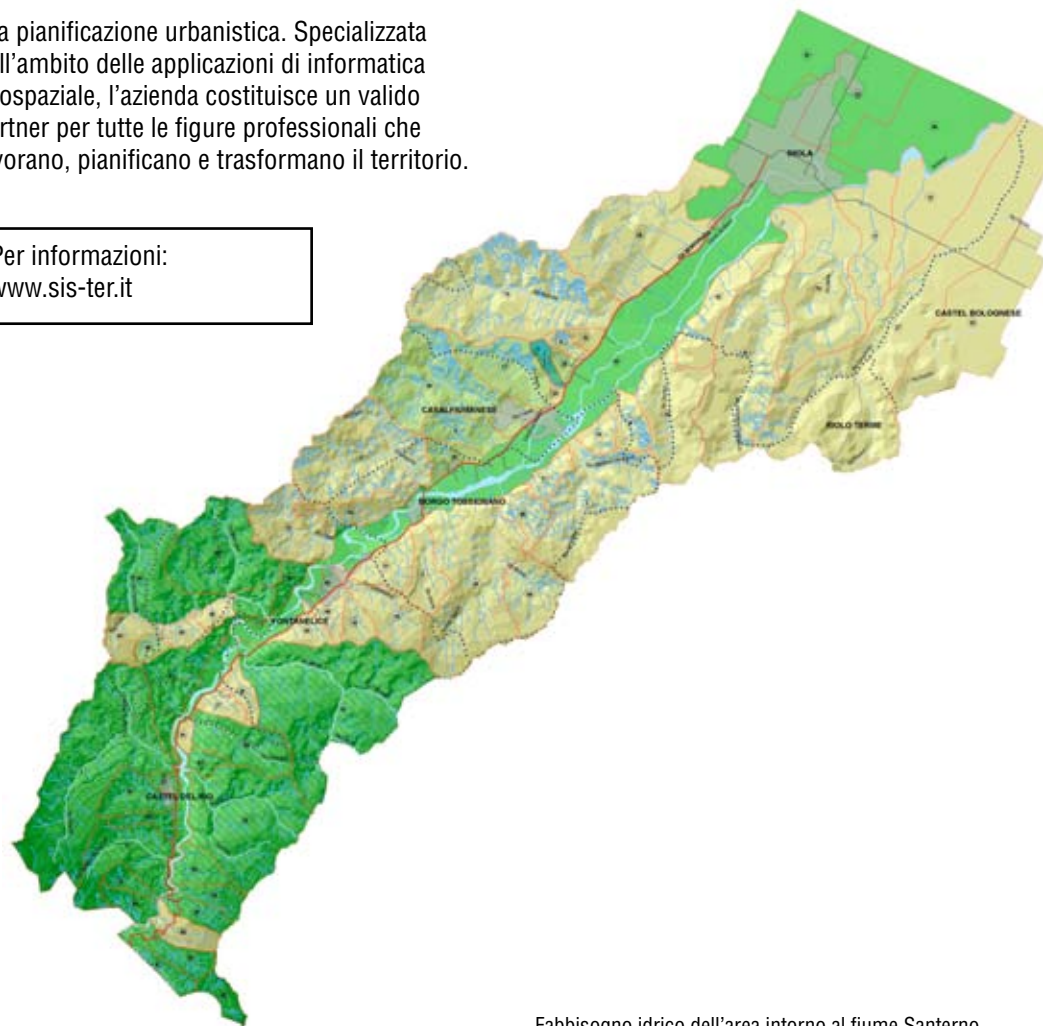 a pianificazione urbanistica. Specializzata
ll'ambito delle applicazioni di informatica
ospaziale, l'azienda costituisce un valido
rtner per tutte le figure professionali che
vorano, pianificano e trasformano il territorio.
Per informazioni:
www.sis-ter.it
IMOLA
CASTEL BOLOGNESE
RIOLO TERME
CASALFIUMANESE
BORGO TOSSIGNANO
FONTANELICE
CASTEL DEL RIO
Fabbisogno idrico dell'area intorno al fiume Santerno